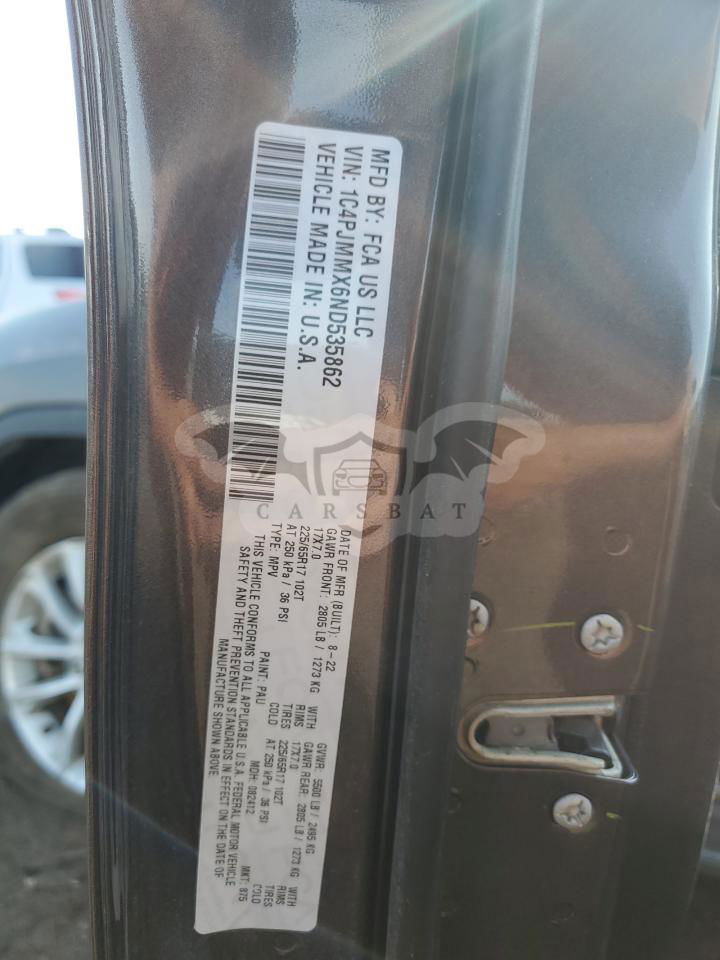 MFD BY: FCA US LLC
VIN: 1C4PJMMX6ND535862
VEHICLE MADE IN: U.S.A.
DATE OF MFR (BUILT): 8-22 GVWR: 5500 LB / 2495 KG
GAWR FRONT: 2805 LB / 1273 KG WITH GAWR REAR: 2805 LB / 1273 KG WITH
17X7.0 RIMS 17X7.0 RIMS
225/65R17 102T TIRES 225/65R17 102T TIRES
AT 250 kPa / 36 PSI COLD AT 250 kPa / 36 PSI COLD
TYPE: MPV PAINT: PAU MDH: 082412 MKT: 875
THIS VEHICLE CONFORMS TO ALL APPLICABLE U.S.A. FEDERAL MOTOR VEHICLE
SAFETY AND THEFT PREVENTION STANDARDS IN EFFECT ON THE DATE OF
MANUFACTURE SHOWN ABOVE.
CARSBAT